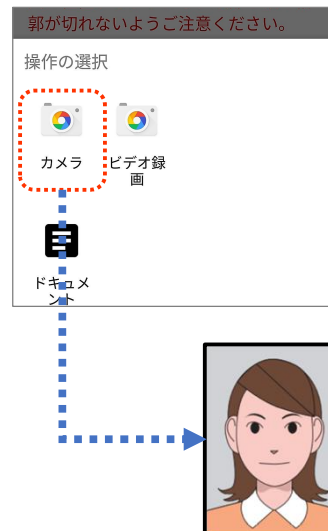 郭が切れないようご注意ください。
操作の選択
カメラ
ビデオ録
画
ドキュメ
ント